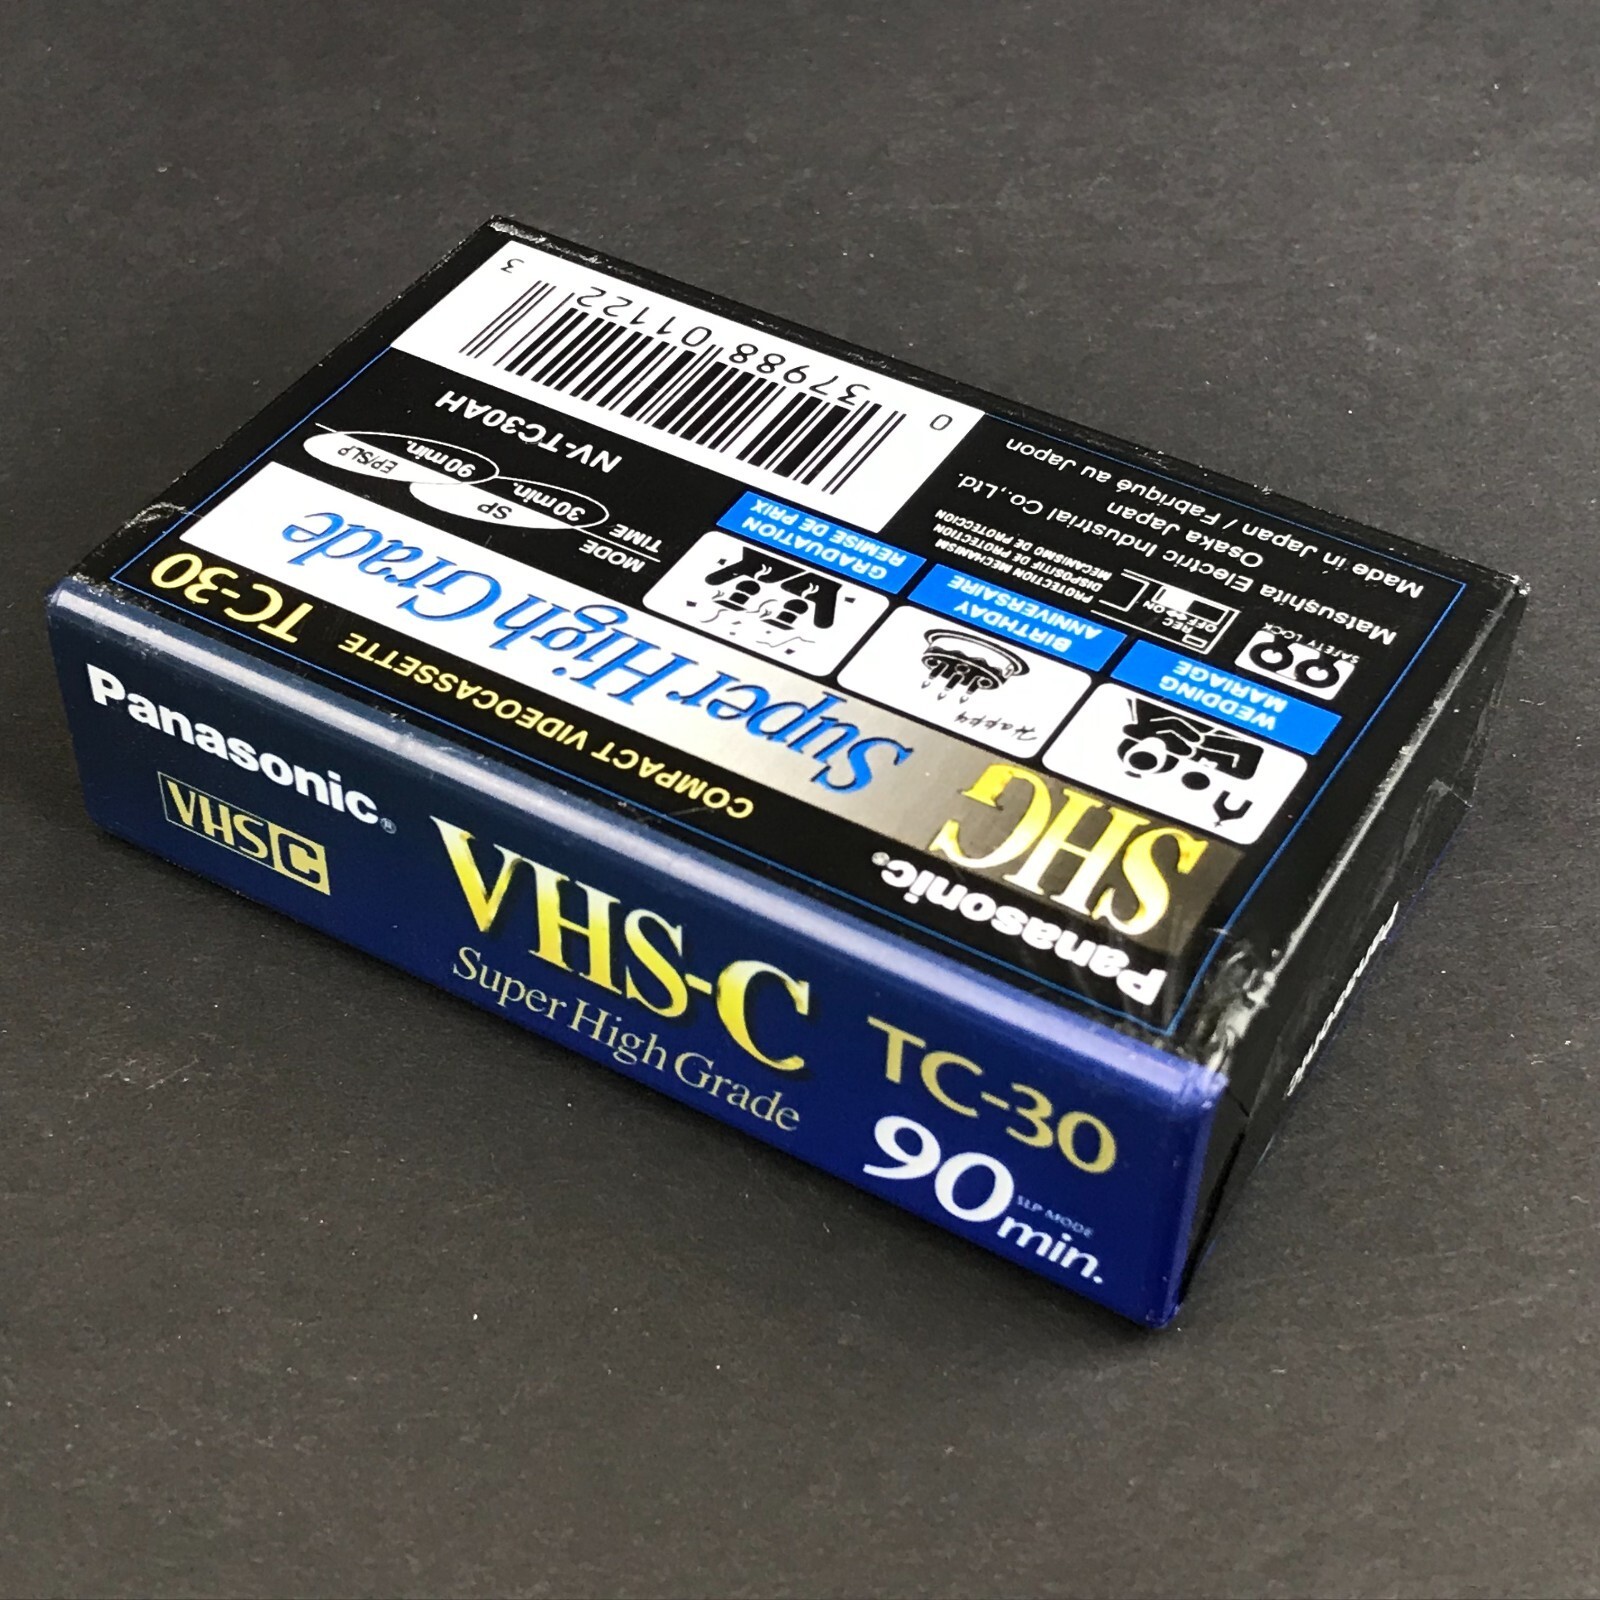 Panasonic®
VHS C
VHS-C
Super High Grade
TC-30
90 min.
SLP MODE
Panasonic®
COMPACT VIDEOCASSETTE TC-30
SHG Super High Grade
WEDDING
MARIAGE
BIRTHDAY
ANNIVERSAIRE
GRADUATION
REMISE DE PRIX
Happy
MODE
TIME
SP
30 min.
EP/SLP
90 min.
NV-TC30AH
SAFETY LOCK
REC
OFF
ON
PROTECTION MECHANISM
DISPOSITIF DE PROTECTION
MECANISMO DE PROTECCION
Matsushita Electric Industrial Co., Ltd.
Osaka Japan
Made in Japan / Fabriqué au Japon
0 37988 01122 3
Panasonic